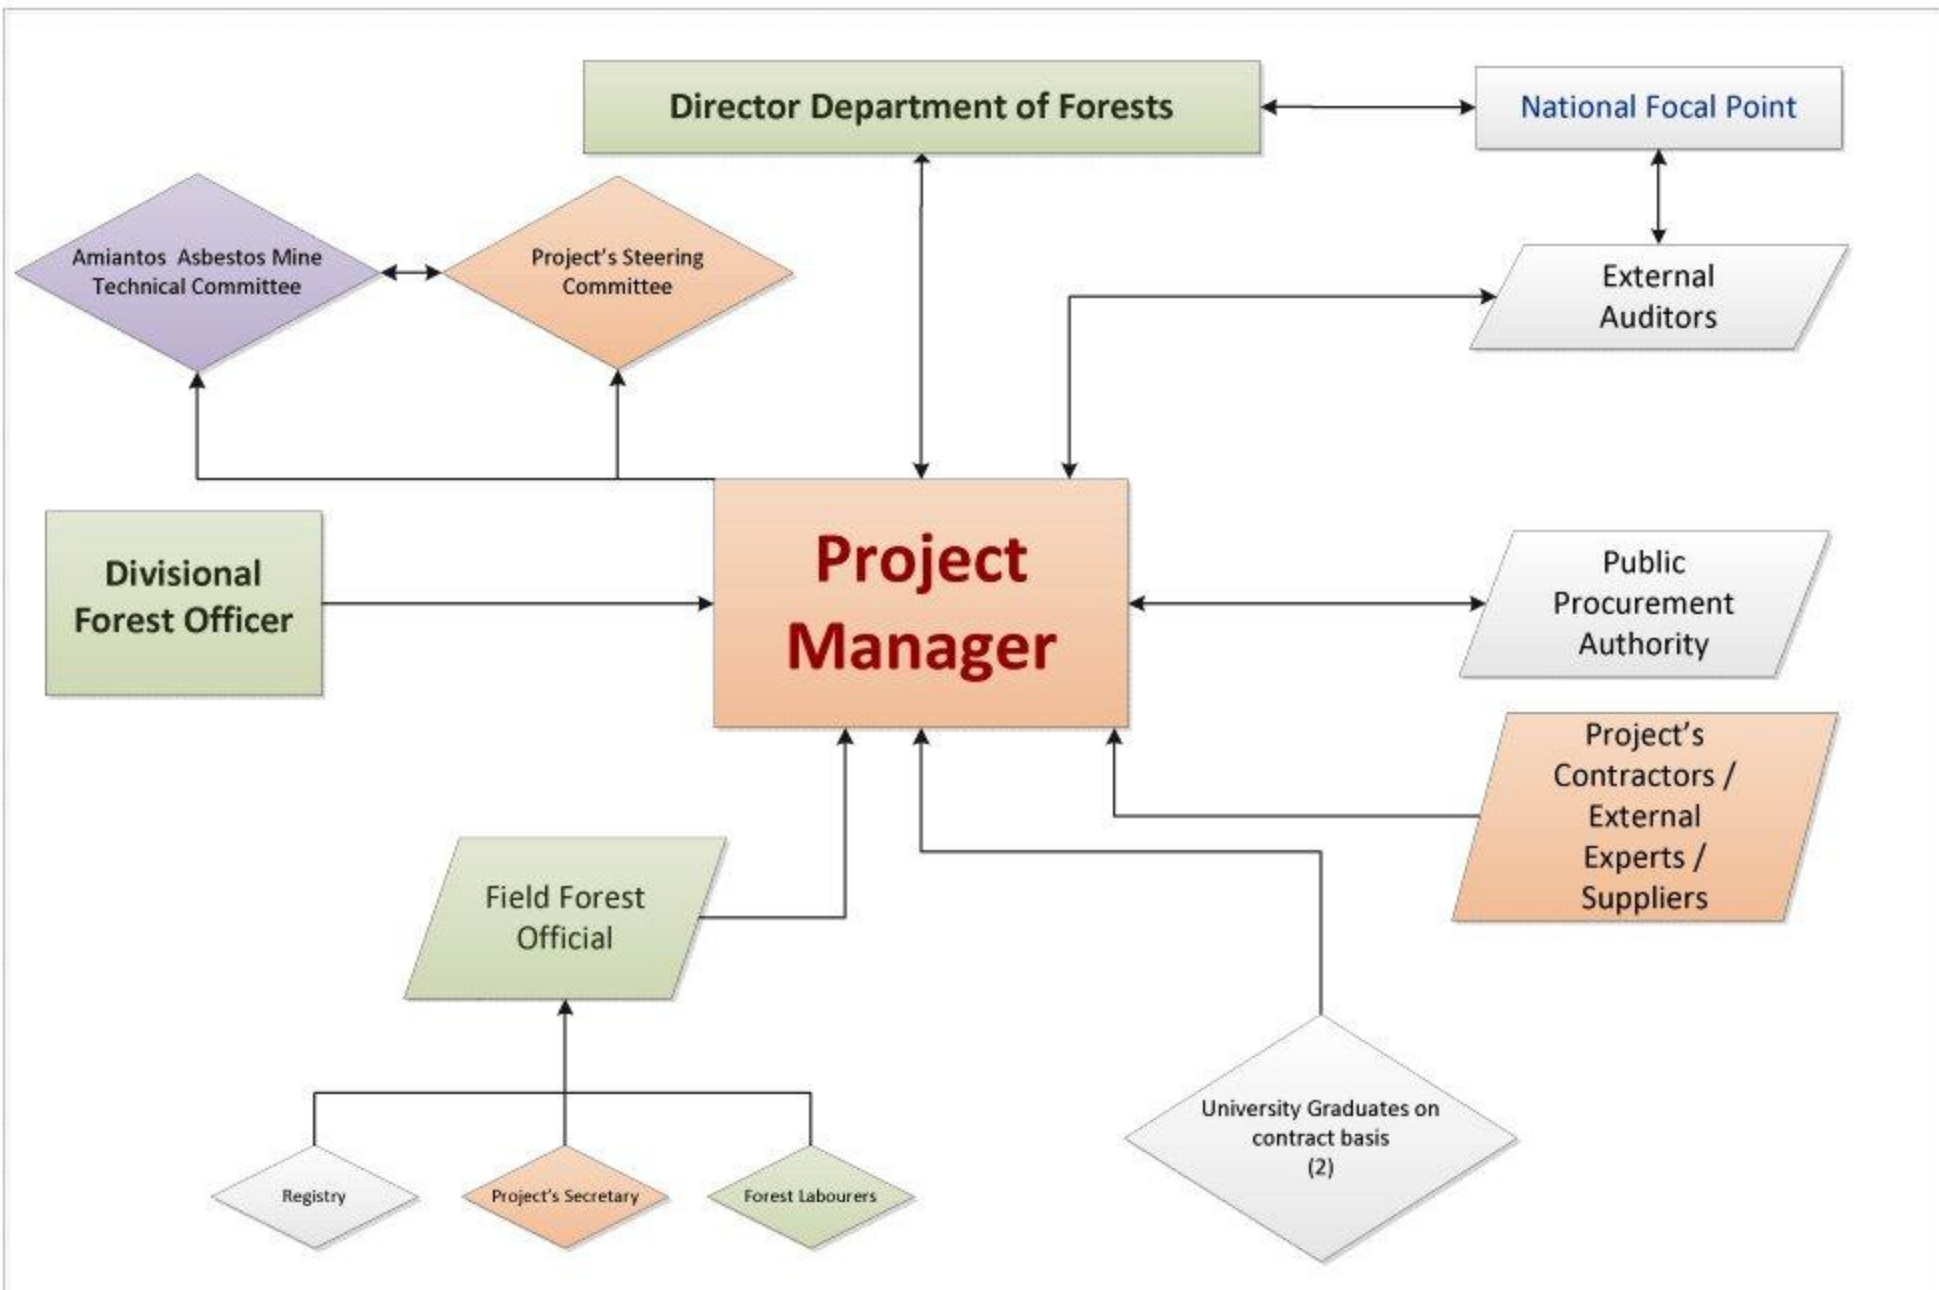 Director Department of Forests
National Focal Point
Amiantos Asbestos Mine
Technical Committee
Project's Steering
Committee
External
Auditors
Divisional
Forest Officer
Project
Manager
Public
Procurement
Authority
Project's
Contractors /
External
Experts /
Suppliers
Field Forest
Official
University Graduates on
contract basis
(2)
Registry
Project's Secretary
Forest Labourers